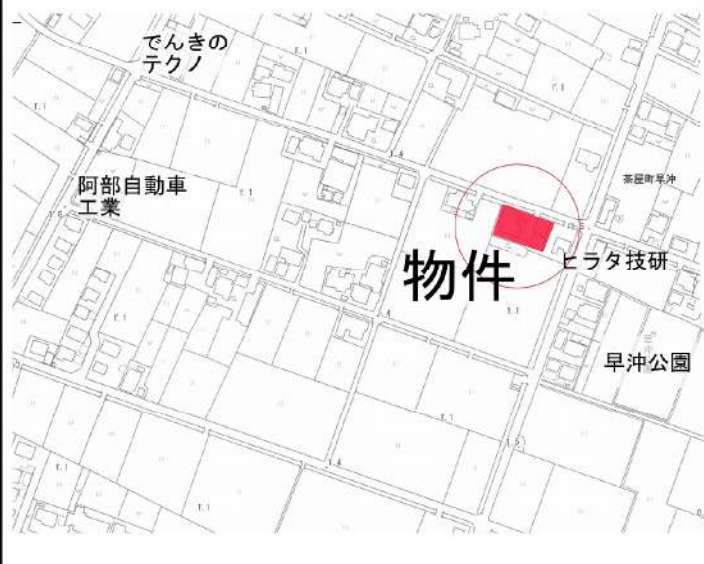 でんきの
テクノ
茶屋町早沖
阿部自動車
工業
物件
ヒラタ技研
早沖公園